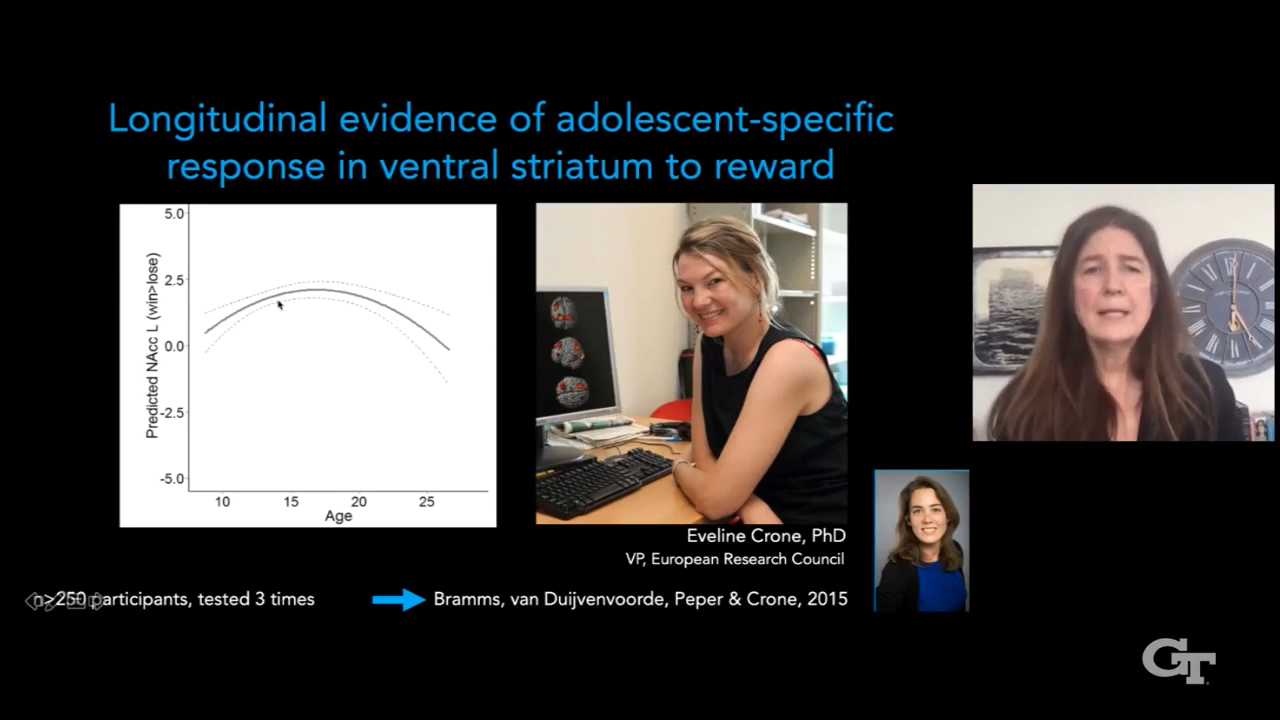 Longitudinal evidence of adolescent-specific
response in ventral striatum to reward
5.0
2.5
0.0
-2.5
-5.0
Predicted NAcc L (win>lose)
10 15 20 25
Age
Eveline Crone, PhD
VP, European Research Council
n>250 participants, tested 3 times
Bramms, van Duijvenvoorde, Peper & Crone, 2015
GT